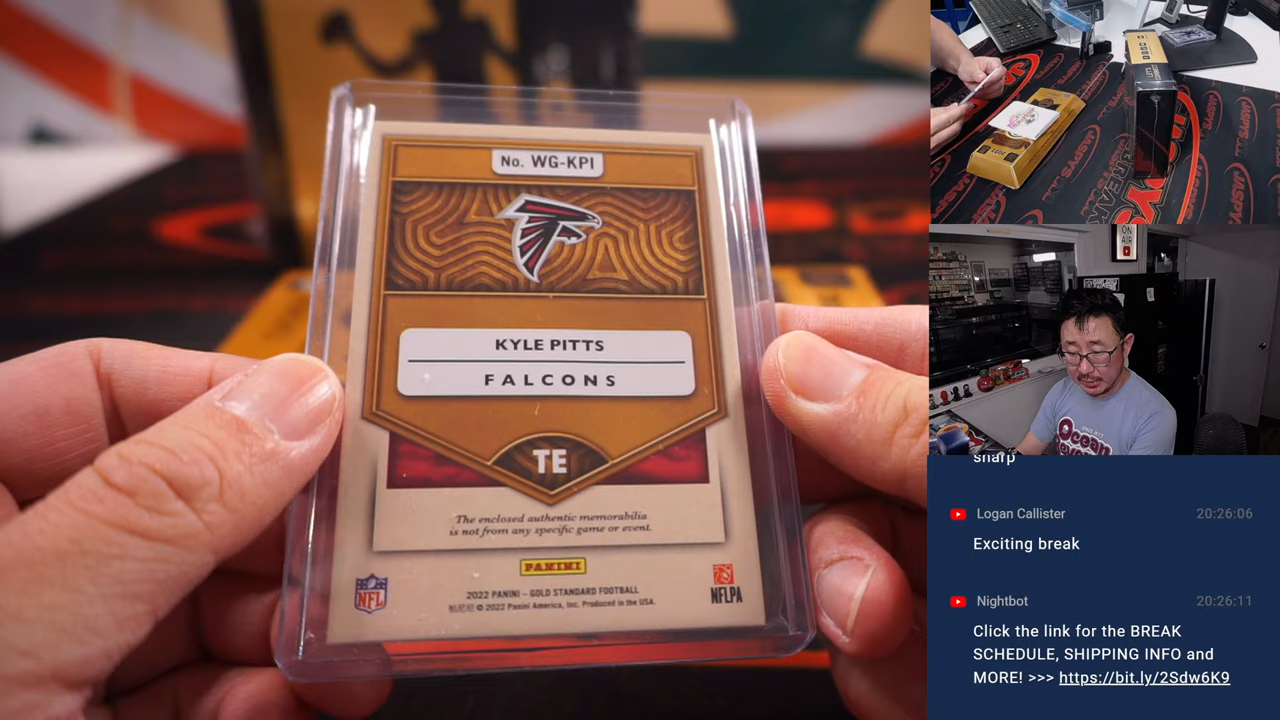 No. WG-KPI
KYLE PITTS
FALCONS
TE
The enclosed authentic memorabilia
is not from any specific game or event.
PANINI
2022 PANINI – GOLD STANDARD FOOTBALL
© 2022 Panini America, Inc. Produced in the USA.
NFL
NFLPA
ON
AIR
sharp
Logan Callister 20:26:06
Exciting break
Nightbot 20:26:11
Click the link for the BREAK
SCHEDULE, SHIPPING INFO and
MORE! >>> https://bit.ly/2Sdw6K9